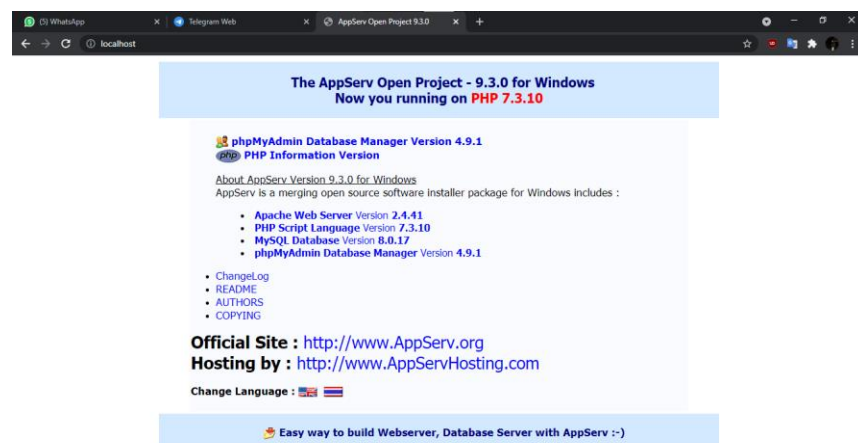 (5) WhatsApp
Telegram Web
AppServ Open Project 9.3.0
localhost
The AppServ Open Project - 9.3.0 for Windows
Now you running on PHP 7.3.10
phpMyAdmin Database Manager Version 4.9.1
php PHP Information Version
About AppServ Version 9.3.0 for Windows
AppServ is a merging open source software installer package for Windows includes :
Apache Web Server Version 2.4.41
PHP Script Language Version 7.3.10
MySQL Database Version 8.0.17
phpMyAdmin Database Manager Version 4.9.1
ChangeLog
README
AUTHORS
COPYING
Official Site : http://www.AppServ.org
Hosting by : http://www.AppServHosting.com
Change Language :
Easy way to build Webserver, Database Server with AppServ :-)